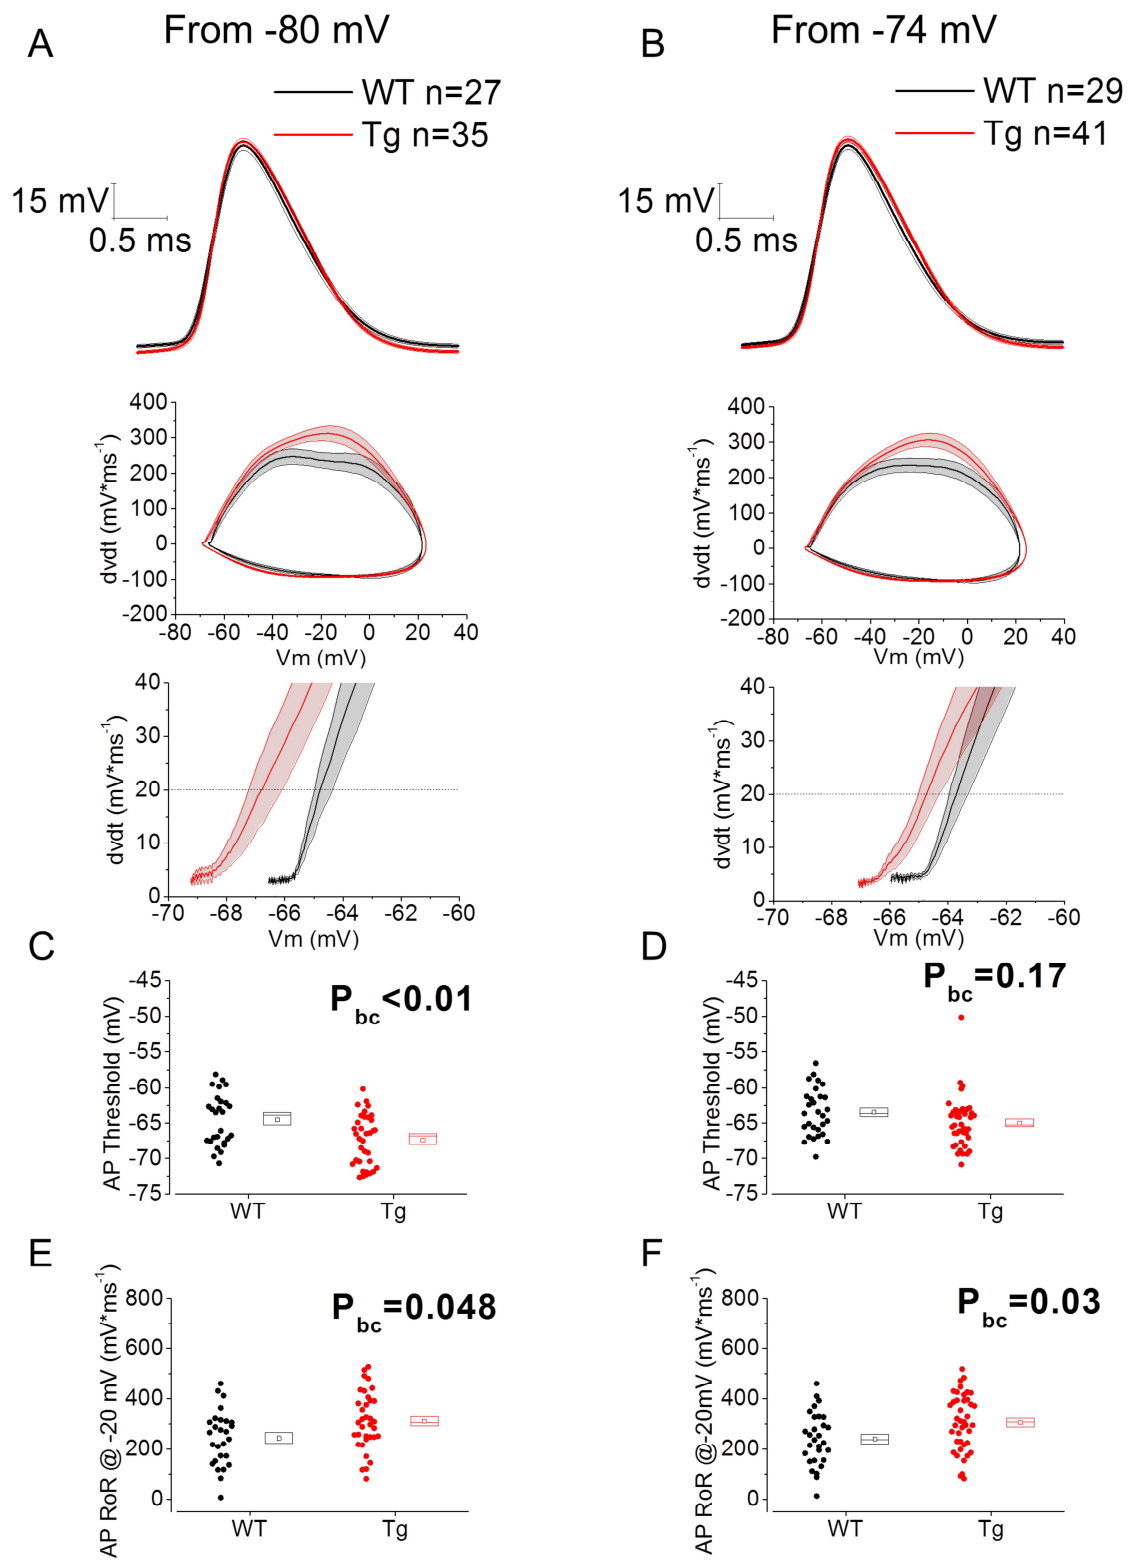 A From -80 mV
WT n=27
Tg n=35
15 mV
0.5 ms
400
300
200
100
0
-100
-200
dvdt (mV*ms-1)
-80 -60 -40 -20 0 20 40
Vm (mV)
40
30
20
10
0
dvdt (mV*ms-1)
-70 -68 -66 -64 -62 -60
Vm (mV)
B From -74 mV
WT n=29
Tg n=41
15 mV
0.5 ms
400
300
200
100
0
-100
-200
dvdt (mV*ms-1)
-80 -60 -40 -20 0 20 40
Vm (mV)
40
30
20
10
0
dvdt (mV*ms-1)
-70 -68 -66 -64 -62 -60
Vm (mV)
C
Pbc<0.01
-45
-50
-55
-60
-65
-70
-75
AP Threshold (mV)
WT Tg
D
Pbc=0.17
-45
-50
-55
-60
-65
-70
-75
AP Threshold (mV)
WT Tg
E
Pbc=0.048
800
600
400
200
0
AP RoR @ -20 mV (mV*ms-1)
WT Tg
F
Pbc=0.03
800
600
400
200
0
AP RoR @ -20mV (mV*ms-1)
WT Tg